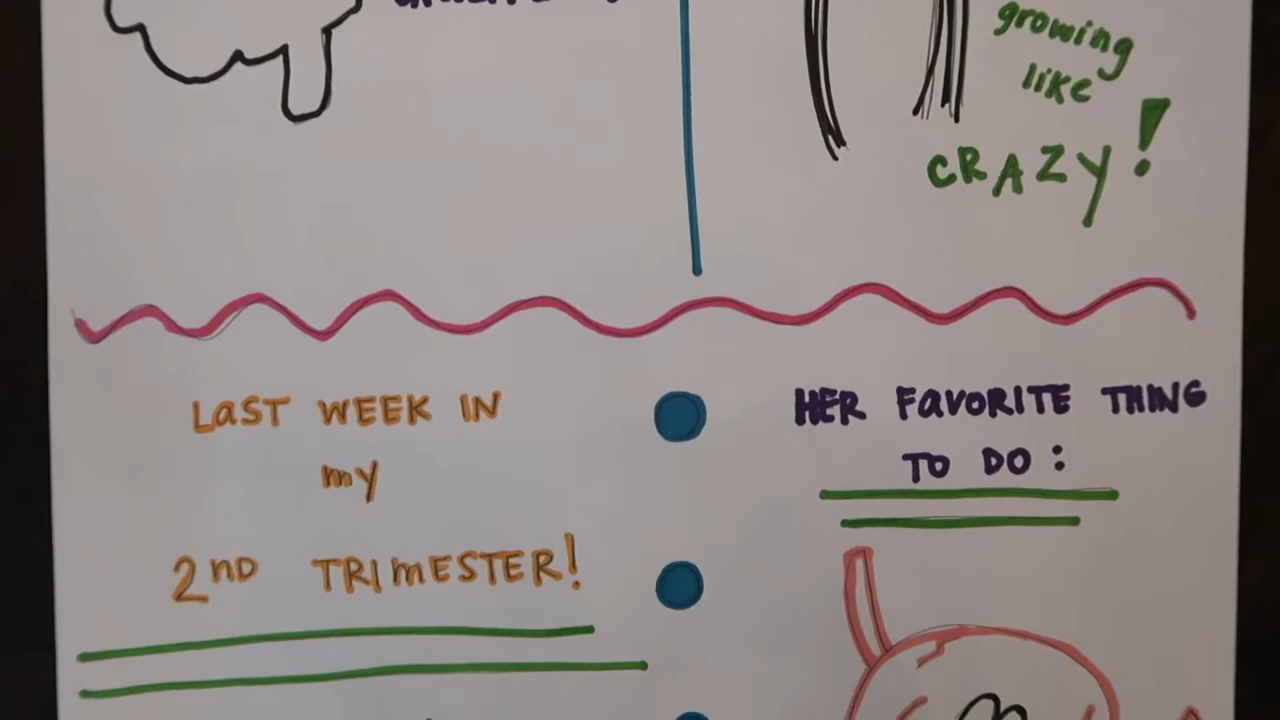 growing
like
CRAZY!
LAST WEEK IN
my
2ND TRIMESTER!
HER FAVORITE THING
TO DO: